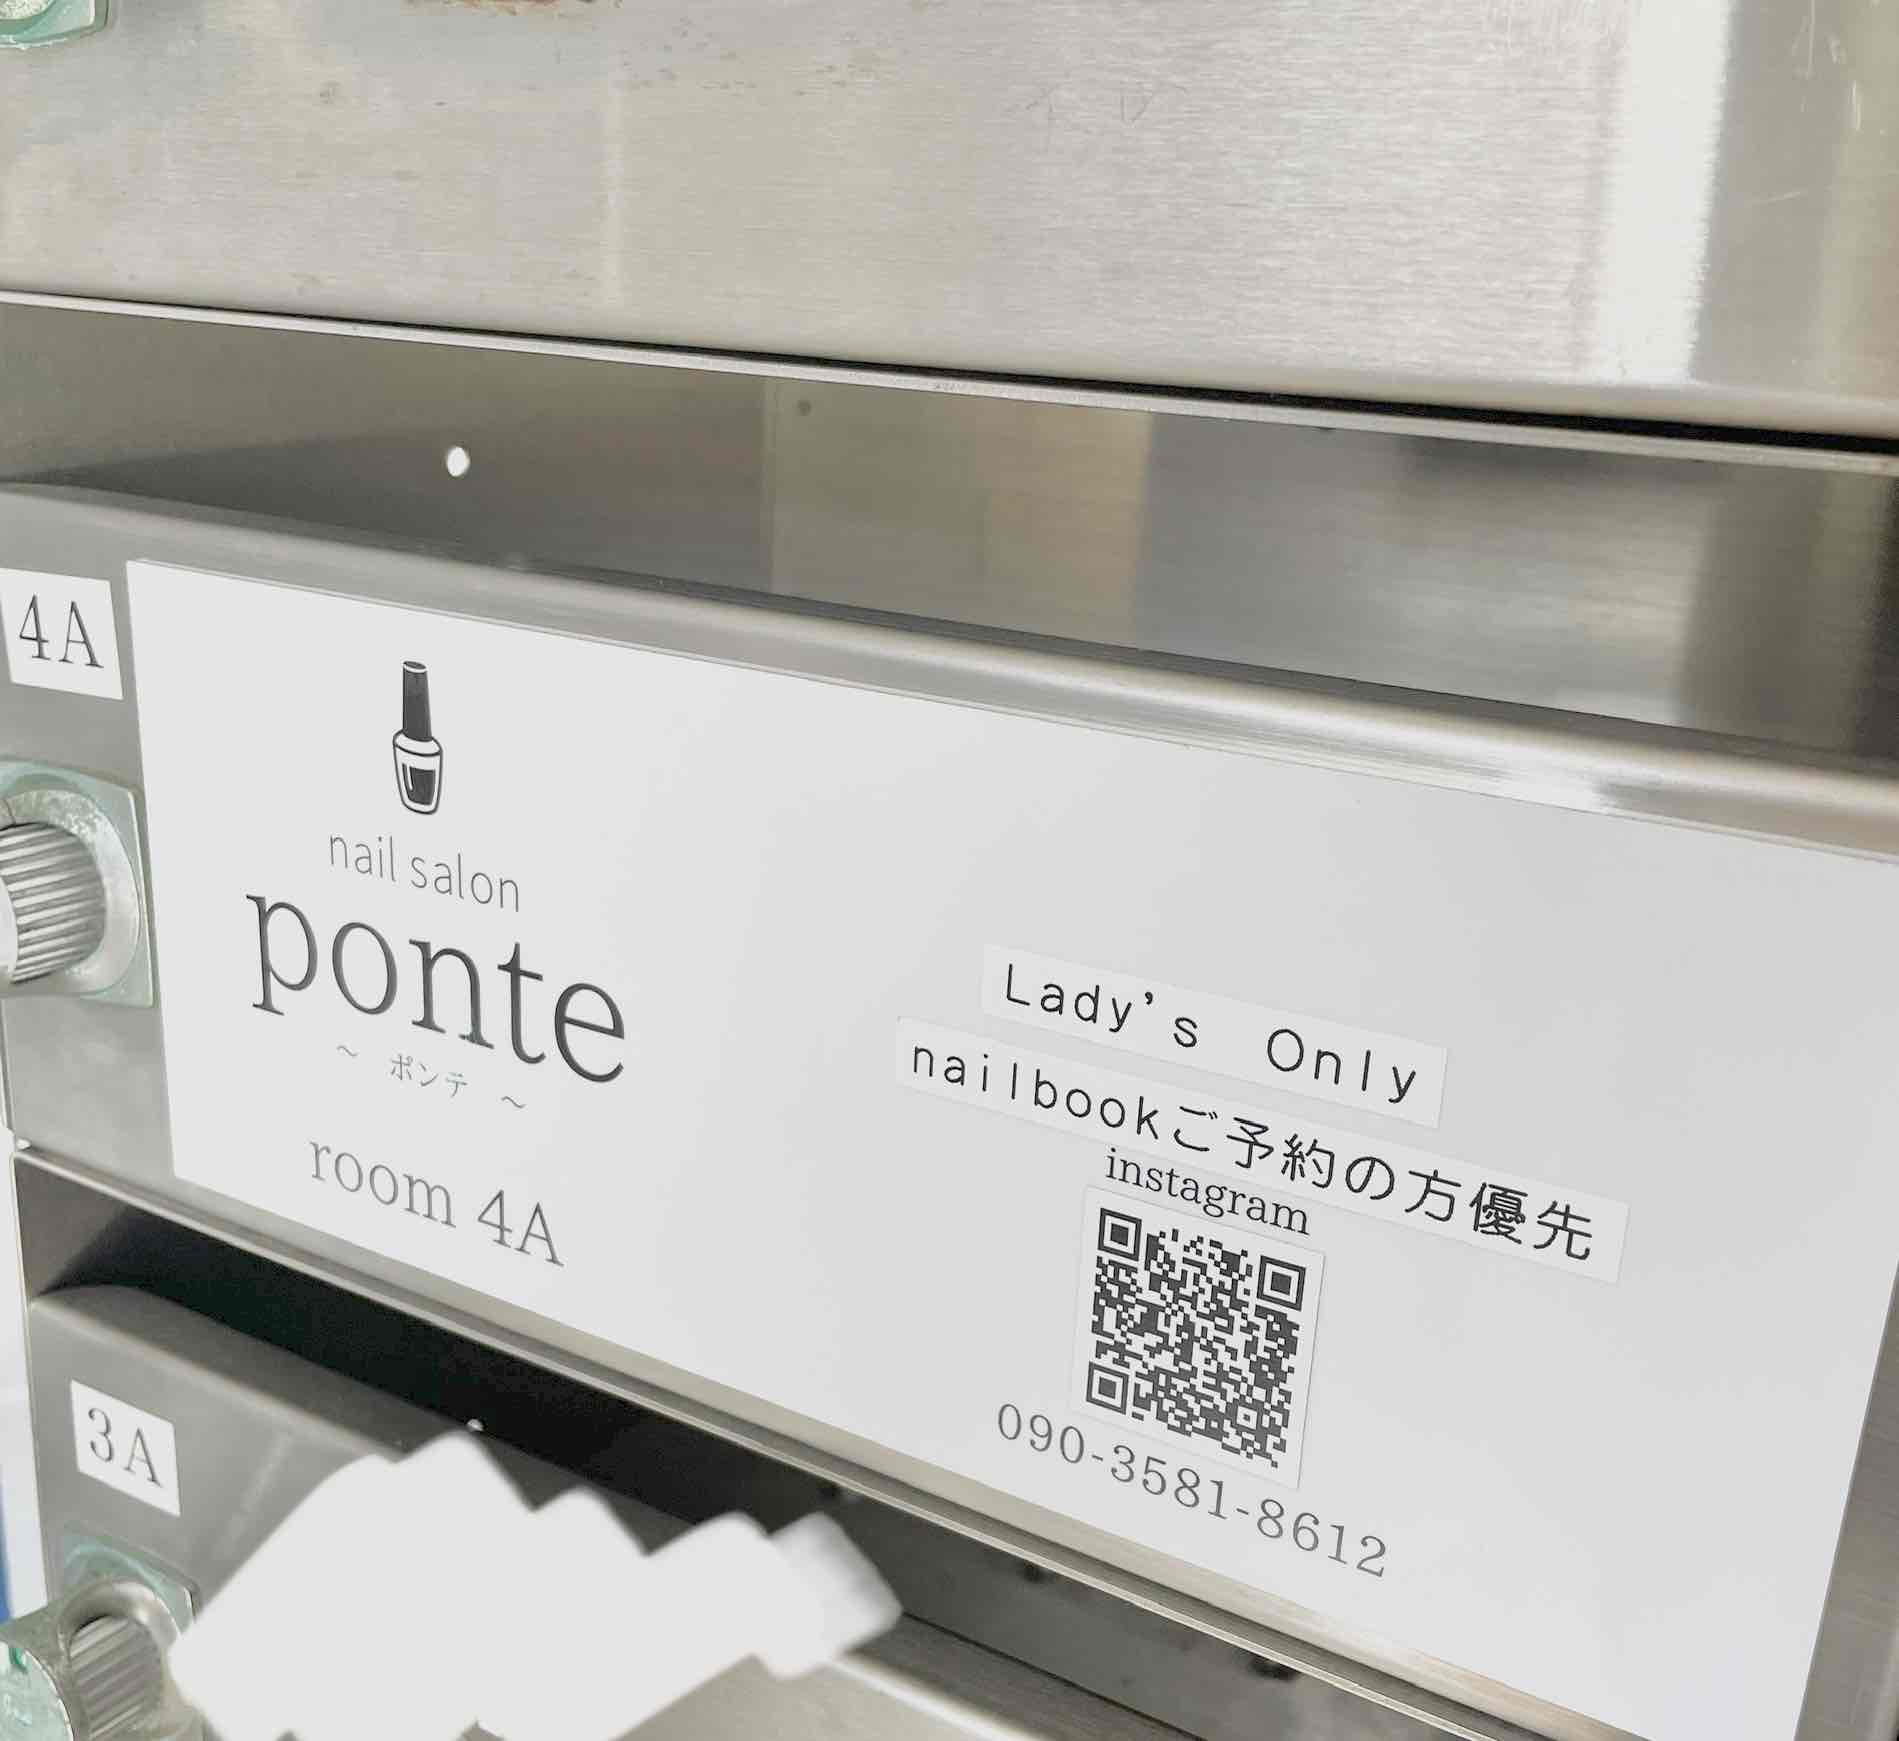 4A
nail salon
ponte
〜 ポンテ 〜
room 4A
Lady's Only
nailbookご予約の方優先
instagram
090-3581-8612
3A